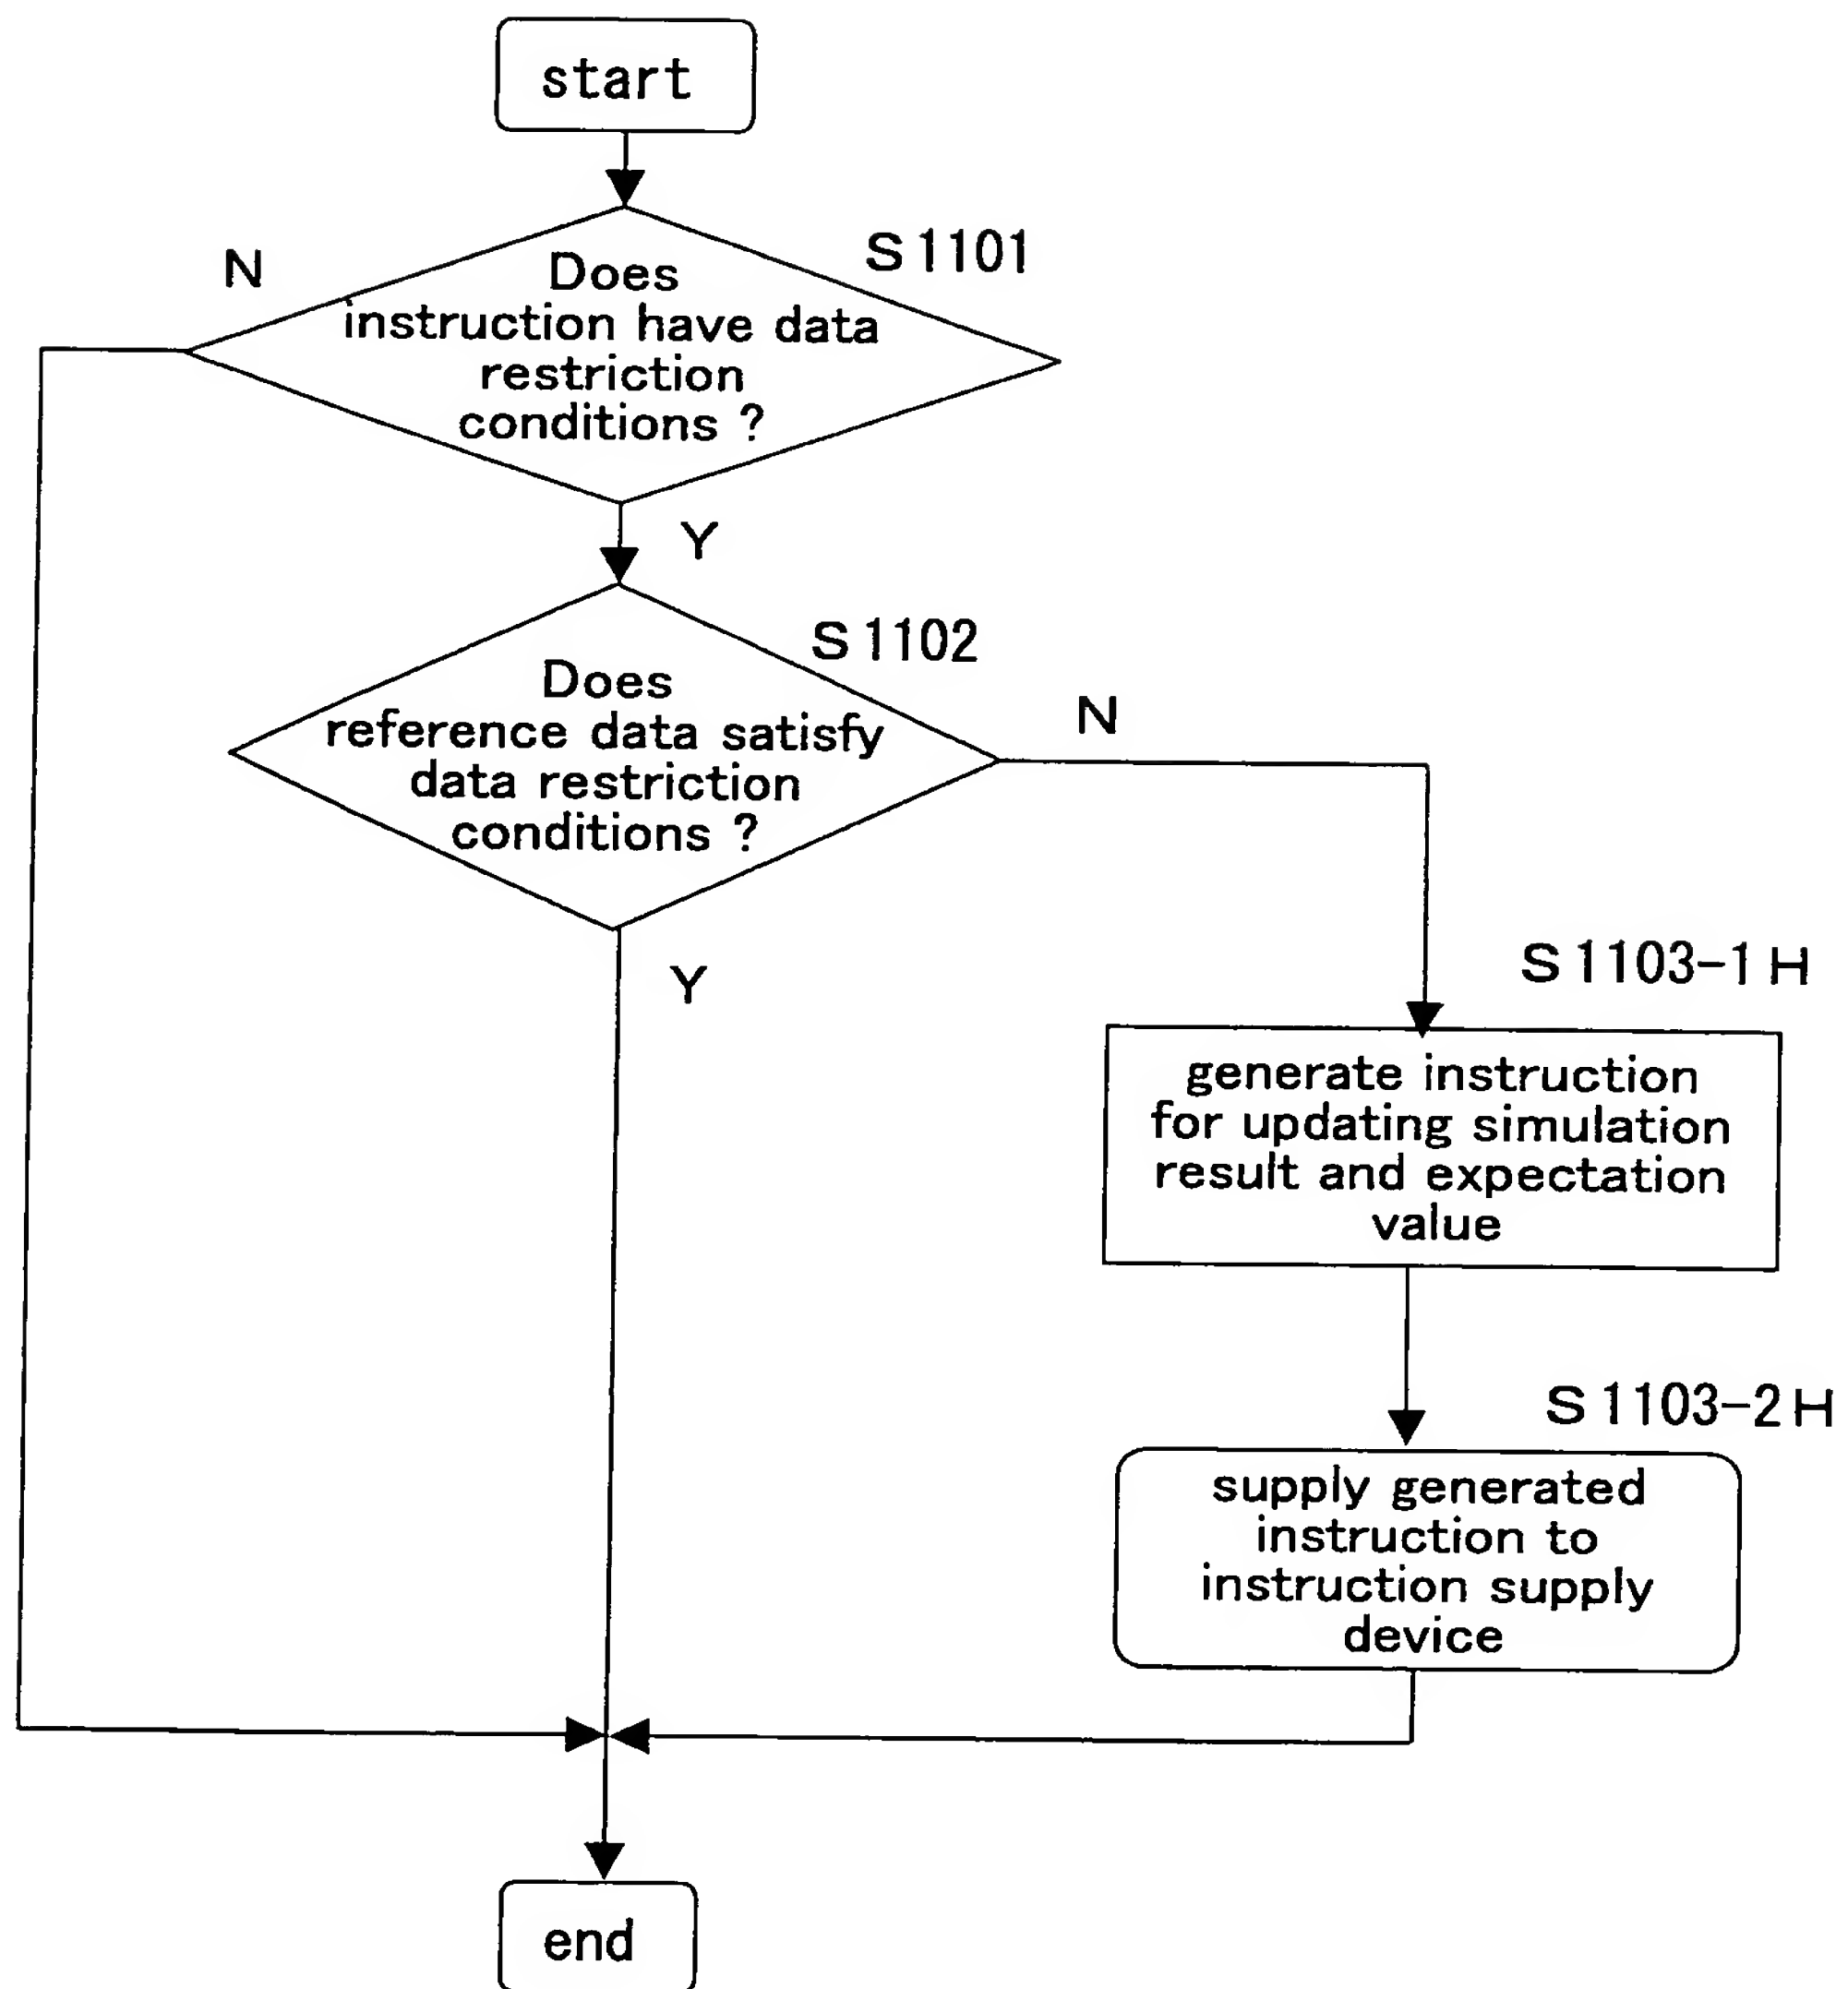 start
N
S1101
Does
instruction have data
restriction
conditions ?
Y
S1102
Does
reference data satisfy
data restriction
conditions ?
N
Y
S1103-1H
generate instruction
for updating simulation
result and expectation
value
S1103-2H
supply generated
instruction to
instruction supply
device
end